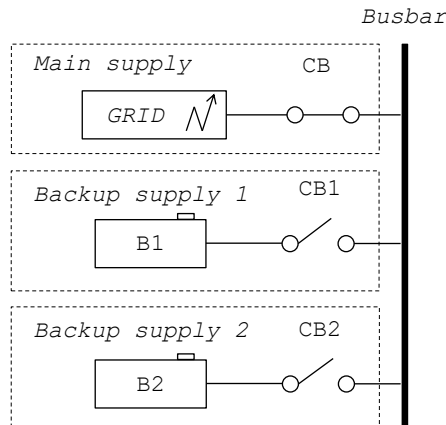 Busbar
Main supply CB
GRID
Backup supply 1 CB1
B1
Backup supply 2 CB2
B2